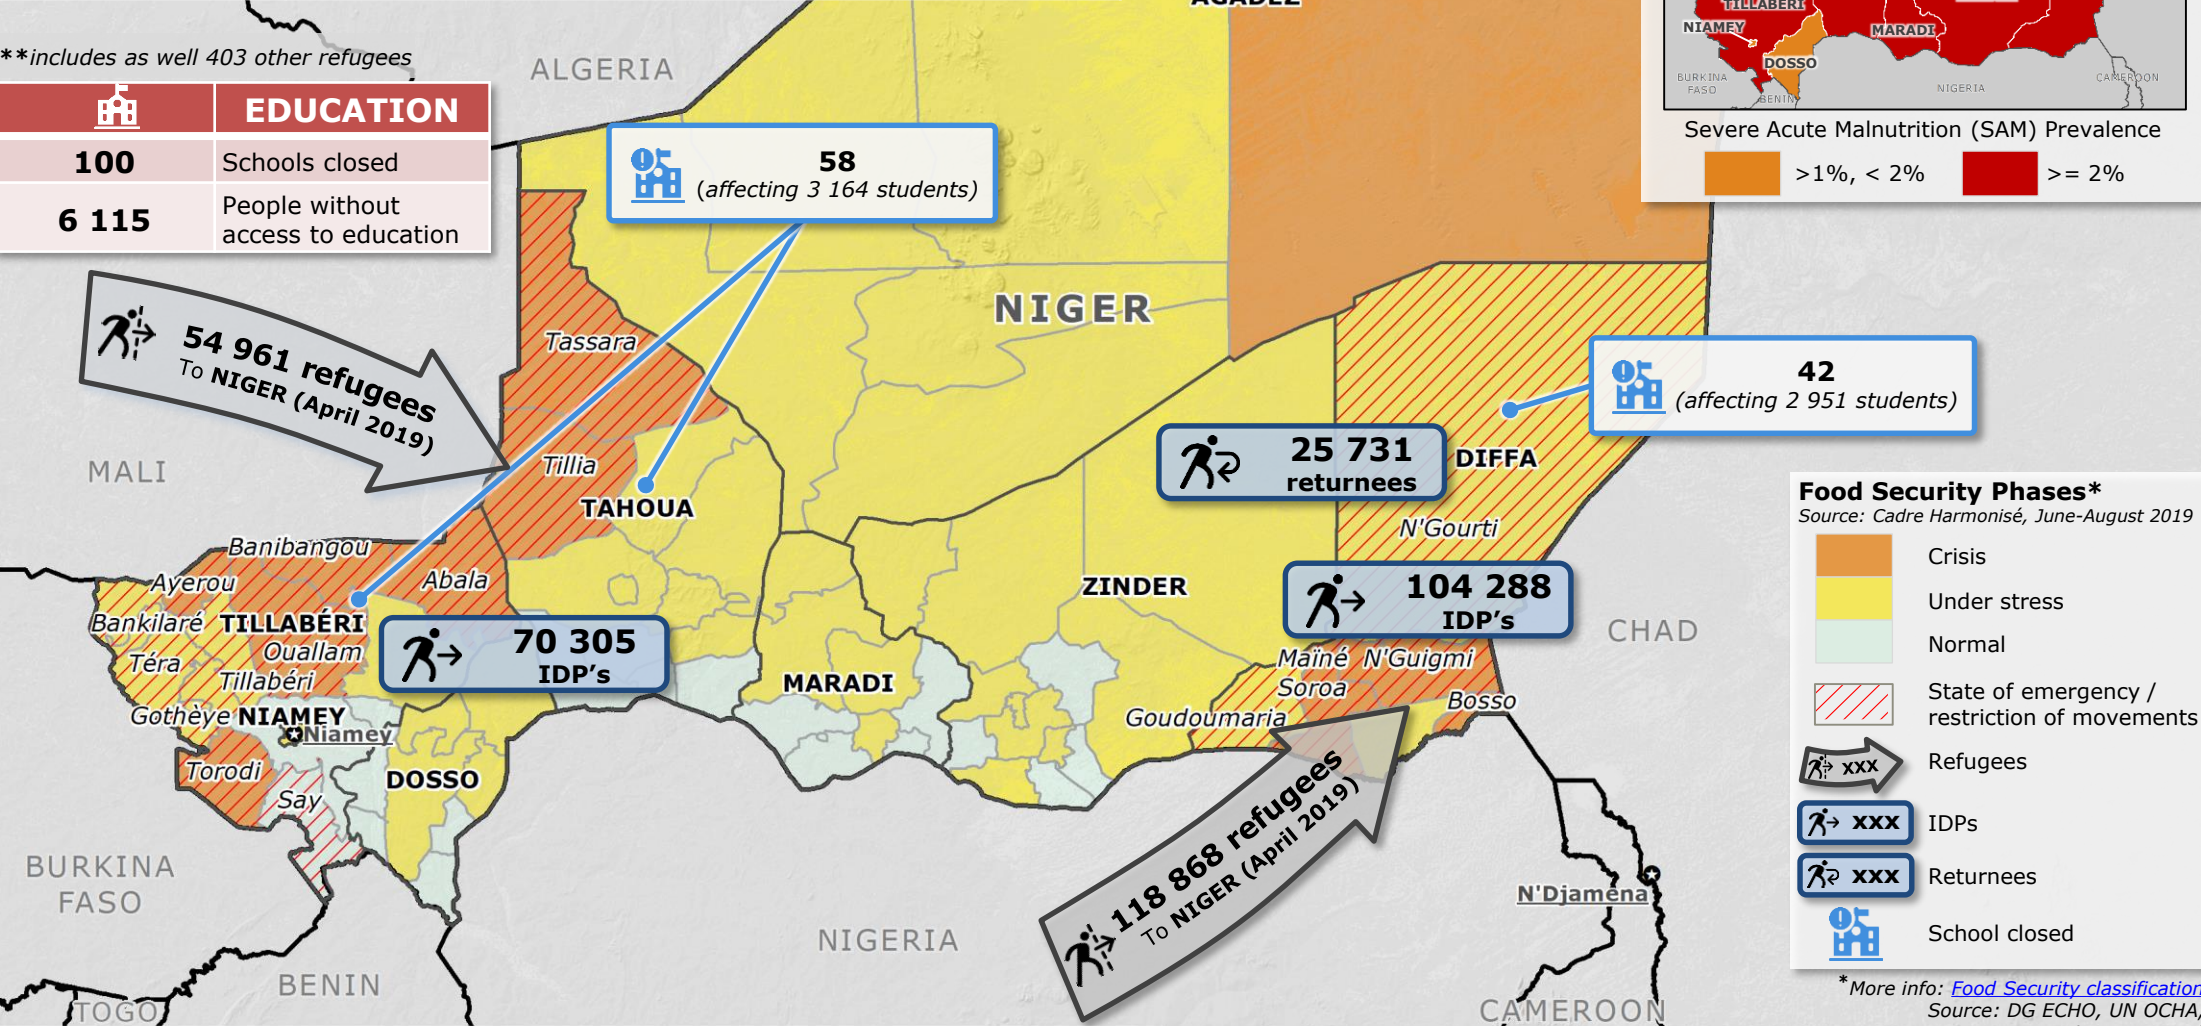 AGADEZ
TILLABÉRI
NIAMEY
MARADI
DOSSO
BURKINA
FASO
BENIN
NIGERIA
CAMEROON
Severe Acute Malnutrition (SAM) Prevalence
>1%, < 2%
>= 2%
**includes as well 403 other refugees
EDUCATION
100
Schools closed
6 115
People without
access to education
ALGERIA
58
(affecting 3 164 students)
NIGER
54 961 refugees
To NIGER (April 2019)
MALI
Tassara
Tillia
TAHOUA
42
(affecting 2 951 students)
25 731
returnees
DIFFA
N'Gourti
104 288
IDP's
ZINDER
CHAD
Banibangou
Ayerou
Abala
Bankilaré
TILLABÉRI
Ouallam
Téra
Tillabéri
70 305
IDP's
Gothèye
NIAMEY
Niamey
Torodi
Say
DOSSO
MARADI
Maïné
Soroa
N'Guigmi
Bosso
Goudoumaria
118 868 refugees
To NIGER (April 2019)
BURKINA
FASO
BENIN
TOGO
NIGERIA
N'Djaména
CAMEROON
Food Security Phases*
Source: Cadre Harmonisé, June-August 2019
Crisis
Under stress
Normal
State of emergency /
restriction of movements
xxx
Refugees
xxx
IDPs
xxx
Returnees
School closed
*More info: Food Security classification
Source: DG ECHO, UN OCHA,